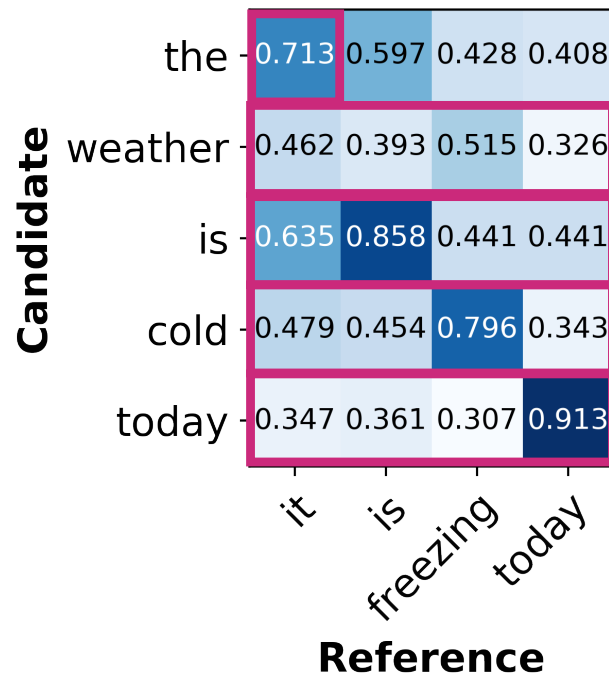 the 0.713 0.597 0.428 0.408
weather 0.462 0.393 0.515 0.326
is 0.635 0.858 0.441 0.441
cold 0.479 0.454 0.796 0.343
today 0.347 0.361 0.307 0.913
Candidate
it is freezing today
Reference